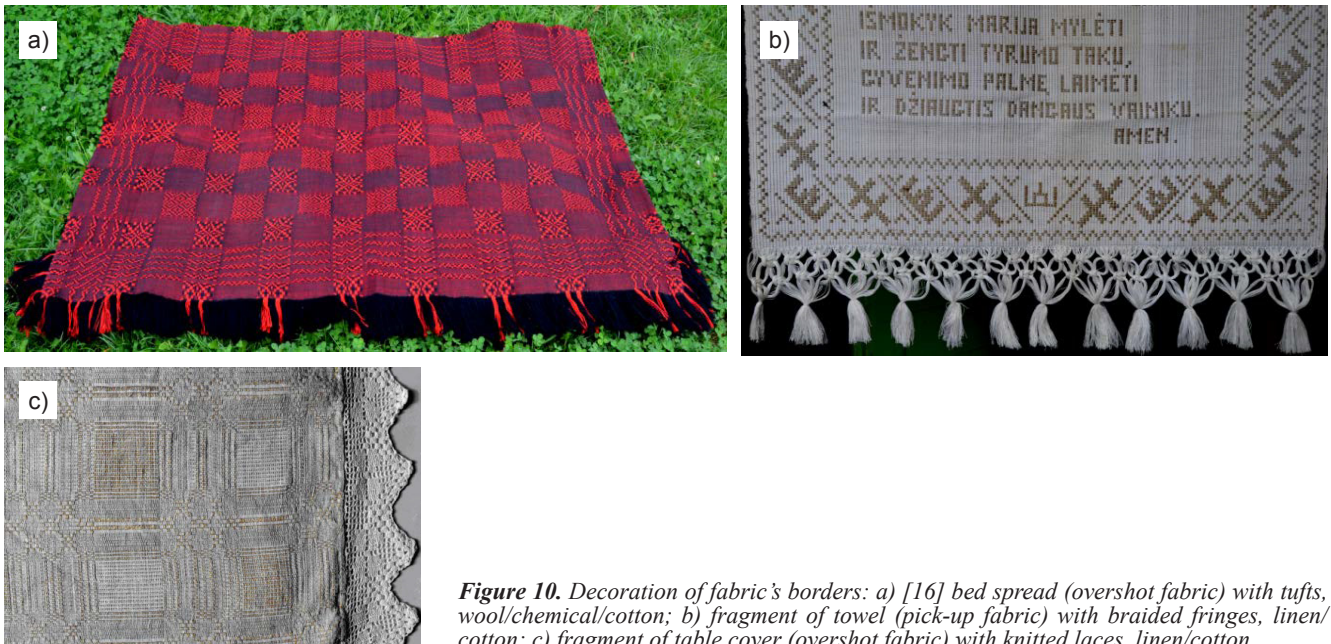 a)
b)
IŠMOKYK MARIJA MYLĖTI
IR ŽENGTI TYRUMO TAKU,
GYVENIMO PALMĘ LAIMĖTI
IR DŽIAUGTIS DANGAUS VAINIKU.
AMEN.
c)
Figure 10. Decoration of fabric's borders: a) [16] bed spread (overshot fabric) with tufts,
wool/chemical/cotton; b) fragment of towel (pick-up fabric) with braided fringes, linen/
cotton; c) fragment of table cover (overshot fabric) with knitted laces, linen/cotton